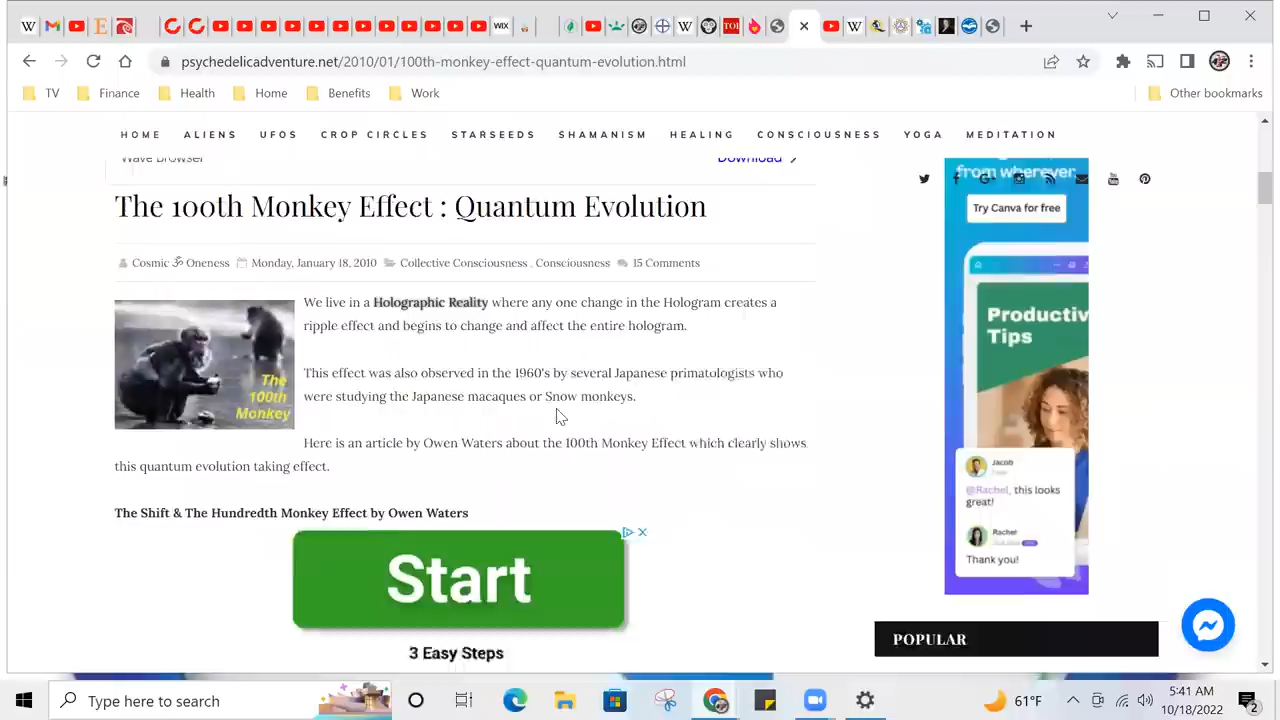 W
M
WIX
W
TOI
W
psychedelicadventure.net/2010/01/100th-monkey-effect-quantum-evolution.html
TV Finance Health Home Benefits Work Other bookmarks
HOME ALIENS UFOS CROP CIRCLES STARSEEDS SHAMANISM HEALING CONSCIOUSNESS YOGA MEDITATION
Wave Browser Download
from wherever
Try Canva for free
The 100th Monkey Effect : Quantum Evolution
Cosmic ॐ Oneness Monday, January 18, 2010 Collective Consciousness , Consciousness 15 Comments
The
100th
Monkey
We live in a Holographic Reality where any one change in the Hologram creates a
ripple effect and begins to change and affect the entire hologram.
This effect was also observed in the 1960's by several Japanese primatologists who
were studying the Japanese macaques or Snow monkeys.
Here is an article by Owen Waters about the 100th Monkey Effect which clearly shows
this quantum evolution taking effect.
The Shift & The Hundredth Monkey Effect by Owen Waters
Start
3 Easy Steps
Productiv
Tips
Jacob
@Rachel, this looks
great!
Rachel
Thank you!
POPULAR
Type here to search
61°F
5:41 AM
10/18/2022
2